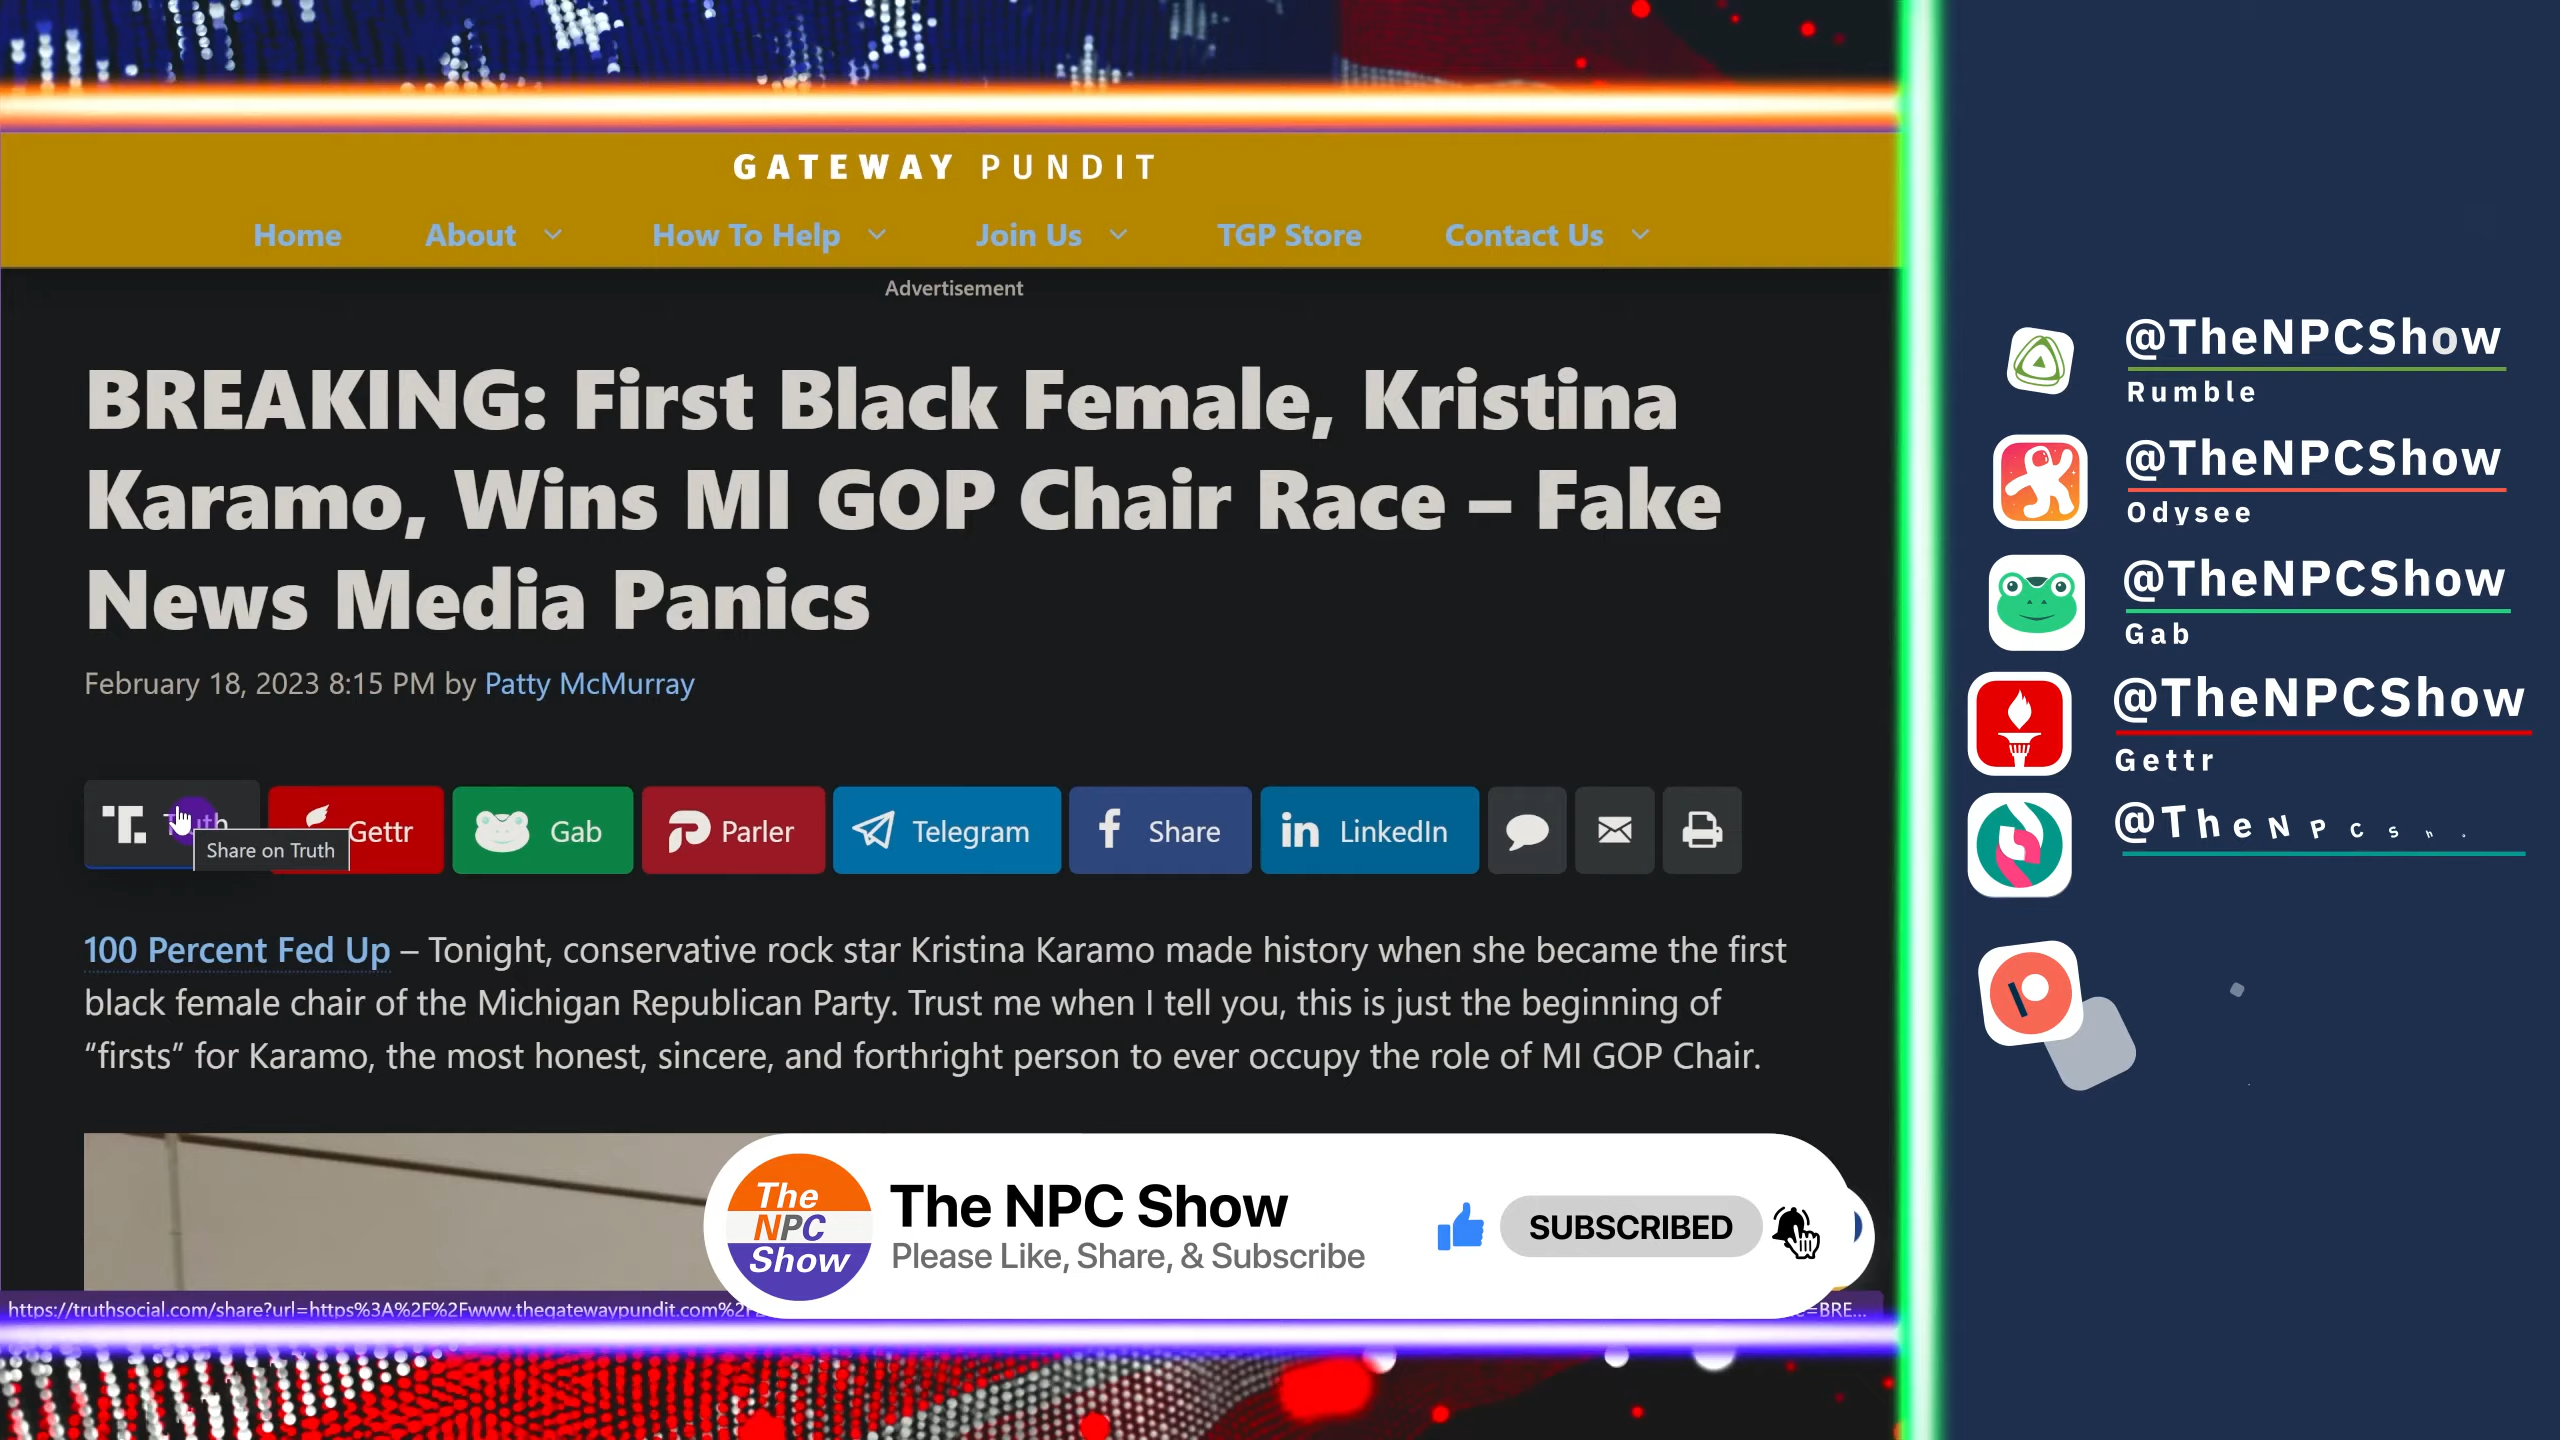 GATEWAY PUNDIT
Home About How To Help Join Us TGP Store Contact Us
Advertisement
BREAKING: First Black Female, Kristina
Karamo, Wins MI GOP Chair Race – Fake
News Media Panics
February 18, 2023 8:15 PM by Patty McMurray
Truth Gettr Gab Parler Telegram Share LinkedIn
Share on Truth
100 Percent Fed Up – Tonight, conservative rock star Kristina Karamo made history when she became the first
black female chair of the Michigan Republican Party. Trust me when I tell you, this is just the beginning of
“firsts” for Karamo, the most honest, sincere, and forthright person to ever occupy the role of MI GOP Chair.
The
NPC
Show
The NPC Show
Please Like, Share, & Subscribe
SUBSCRIBED
https://truthsocial.com/share?url=https%3A%2F%2Fwww.thegatewaypundit.com%2F
=BRE...
@TheNPCShow
Rumble
@TheNPCShow
Odysee
@TheNPCShow
Gab
@TheNPCShow
Gettr
@TheNPCSh.